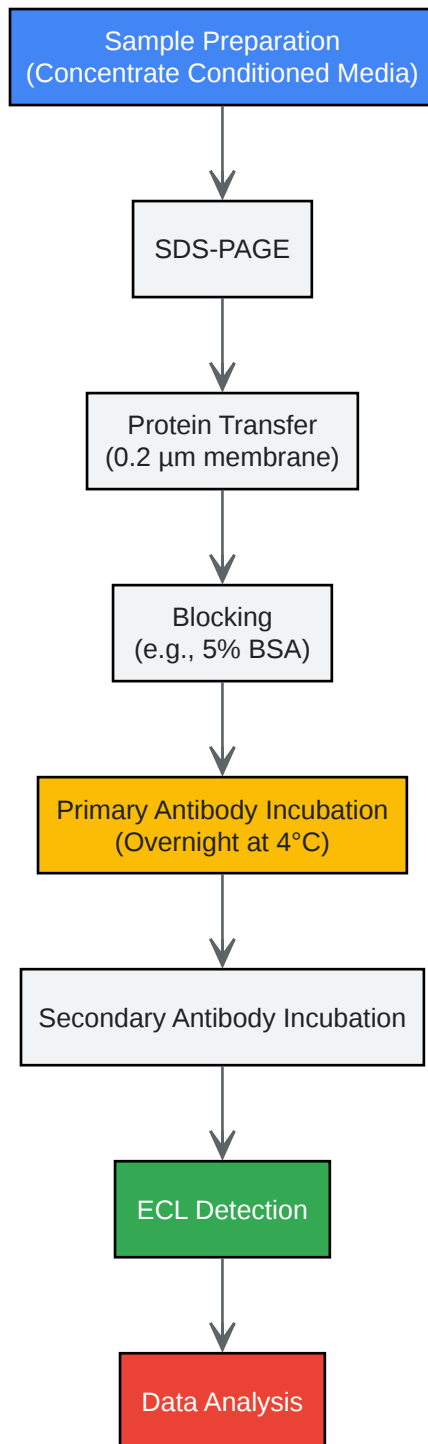 Sample Preparation
(Concentrate Conditioned Media)
SDS-PAGE
Protein Transfer
(0.2 µm membrane)
Blocking
(e.g., 5% BSA)
Primary Antibody Incubation
(Overnight at 4°C)
Secondary Antibody Incubation
ECL Detection
Data Analysis